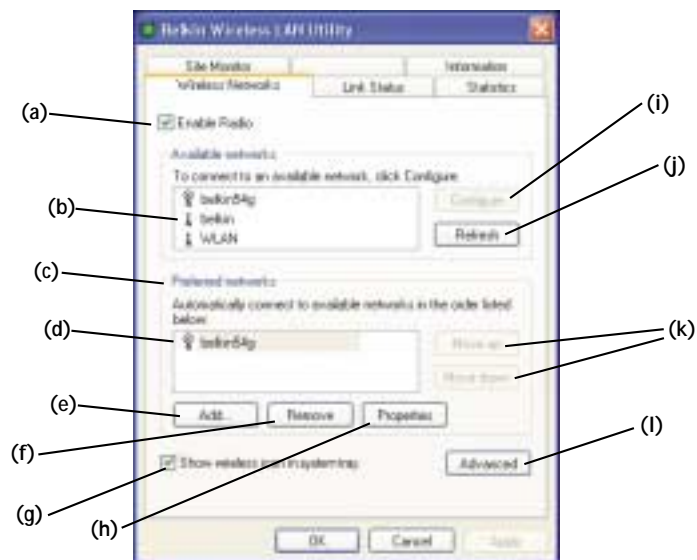 Belkin Wireless LAN Utility
Site Monitor Information
Wireless Networks Link Status Statistics
(a) Enable Radio
(i)
Available networks
(j)
To connect to an available network, click Configure
belkin54g Configure
(b) belkin
WLAN Refresh
(c) Preferred networks
Automatically connect to available networks in the order listed
below
(d) belkin54g Move up
(k)
Move down
(e) Add... Remove Properties
(f)
(l)
Show wireless icon in system tray Advanced
(g)
(h)
OK Cancel Apply